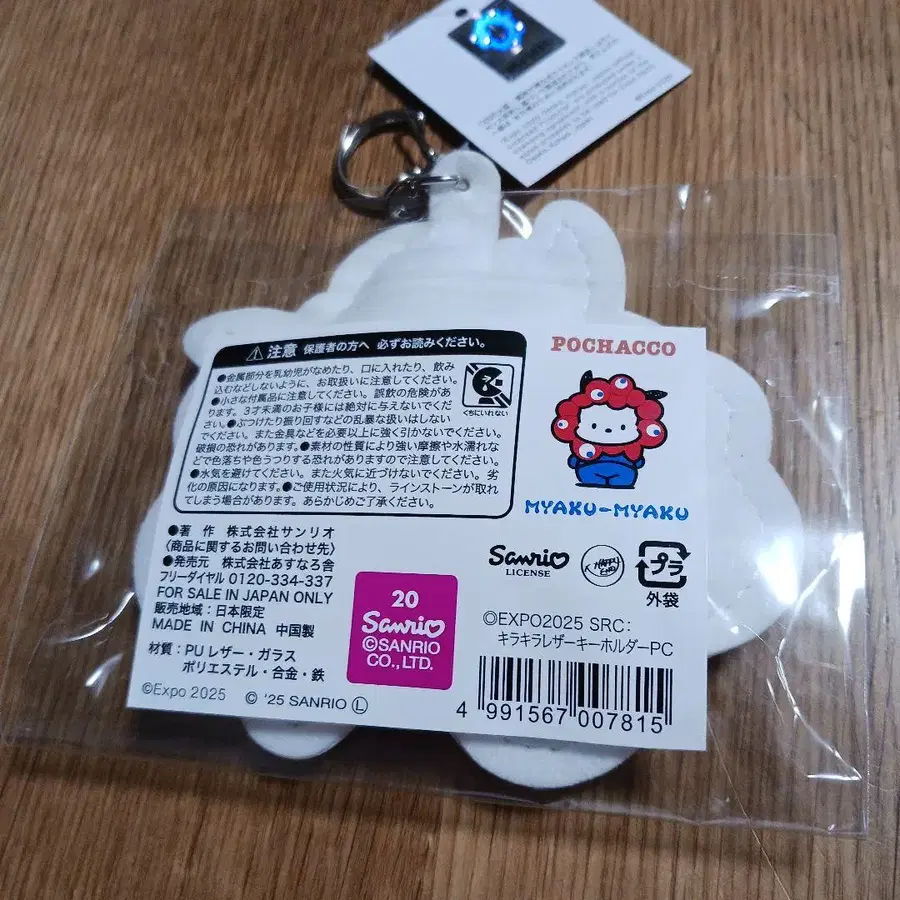 ⚠注意 保護者の方へ 必ずお読みください。
●金属部分を乳幼児がなめたり、口に入れたり、飲み
込むなどしないように、お取扱いに注意してください。
●小さな付属品に注意してください。誤飲の危険があ
ります。3才未満のお子様には絶対に与えないでくだ
さい。●ぶつけたり振り回すなどの乱暴な扱いはしない
でください。また金具などを必要以上に強く引かないでください。
破損の恐れがあります。●素材の性質により強い摩擦や水濡れな
どで色落ちや色うつりする恐れがありますので注意してください。
●水気を避けてください。また火気に近づけないでください。劣
化の原因になります。●ご使用状況により、ラインストーンが取れ
てしまう場合があります。あらかじめご了承ください。
くちにいれない
POCHACCO
MYAKU-MYAKU
●著 作 株式会社サンリオ
〈商品に関するお問い合わせ先〉
●発売元 株式会社あすなろ舎
フリーダイヤル 0120-334-337
FOR SALE IN JAPAN ONLY
販売地域:日本限定
MADE IN CHINA 中国製
材質:PUレザー・ガラス
ポリエステル・合金・鉄
©Expo 2025 © '25 SANRIO Ⓛ
20
Sanrio
©SANRIO
CO., LTD.
Sanrio
LICENSE
A HAPPY END
プラ
外袋
©EXPO2025 SRC:
キラキラレザーキーホルダーPC
4 991567 007815